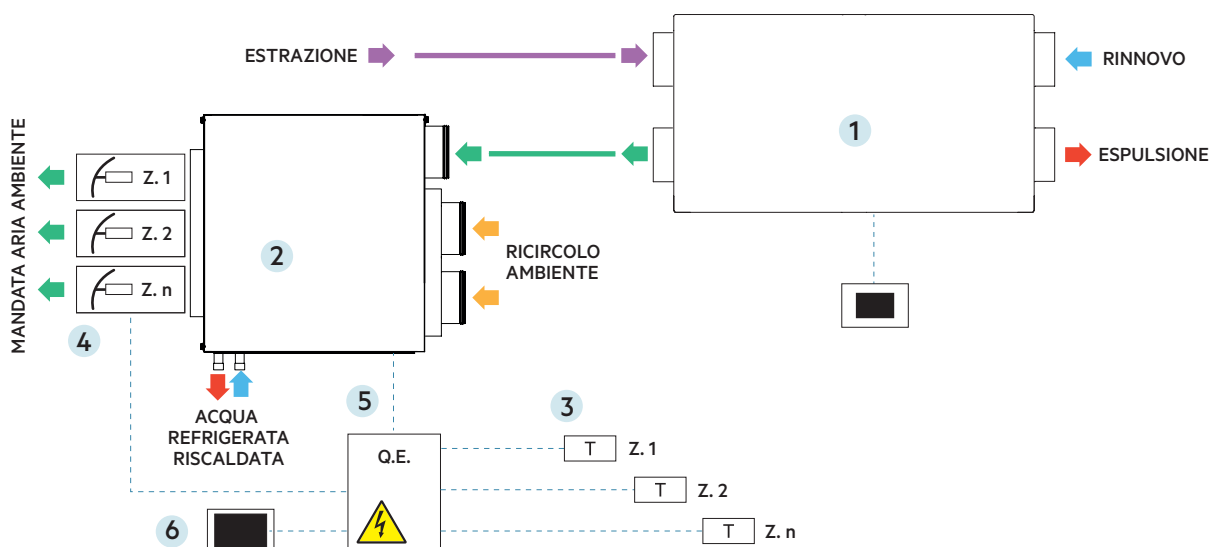 ESTRAZIONE
RINNOVO
1
ESPULSIONE
MANDATA ARIA AMBIENTE
Z. 1
Z. 2
Z. n
2
RICIRCOLO
AMBIENTE
4
ACQUA
REFRIGERATA
RISCALDATA
5
3
Q.E.
T Z. 1
T Z. 2
T Z. n
6